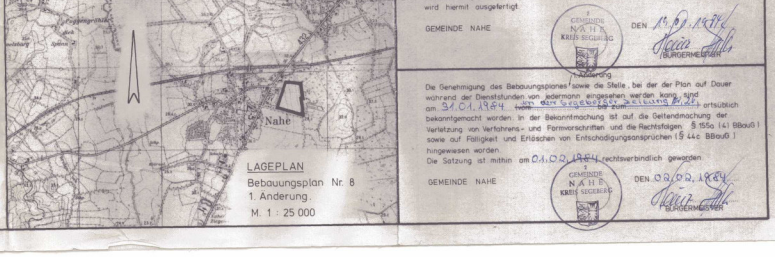 Poggensahl
Nahe
LAGEPLAN
Bebauungsplan Nr. 8
1. Änderung.
M. 1 : 25 000
wird hiermit ausgefertigt.
GEMEINDE NAHE
GEMEINDE
NAHE
KREIS SEGEBERG
DEN 19.01.1984
BÜRGERMEISTER
1. Änderung
Die Genehmigung des Bebauungsplanes sowie die Stelle, bei der der Plan auf Dauer
während der Dienststunden von jedermann eingesehen werden kann, sind
am 31.01.1984 in der Segeberger Zeitung Nr. 26 ortsüblich
bekanntgemacht worden. In der Bekanntmachung ist auf die Geltendmachung der
Verletzung von Verfahrens- und Formvorschriften und die Rechtsfolgen § 155a (4) BBauG)
sowie auf Fälligkeit und Erlöschen von Entschädigungsansprüchen (§ 44c BBauG)
hingewiesen worden.
Die Satzung ist mithin am 01.02.1984 rechtsverbindlich geworden.
GEMEINDE NAHE
GEMEINDE
NAHE
KREIS SEGEBERG
DEN 02.02.1984
BÜRGERMEISTER